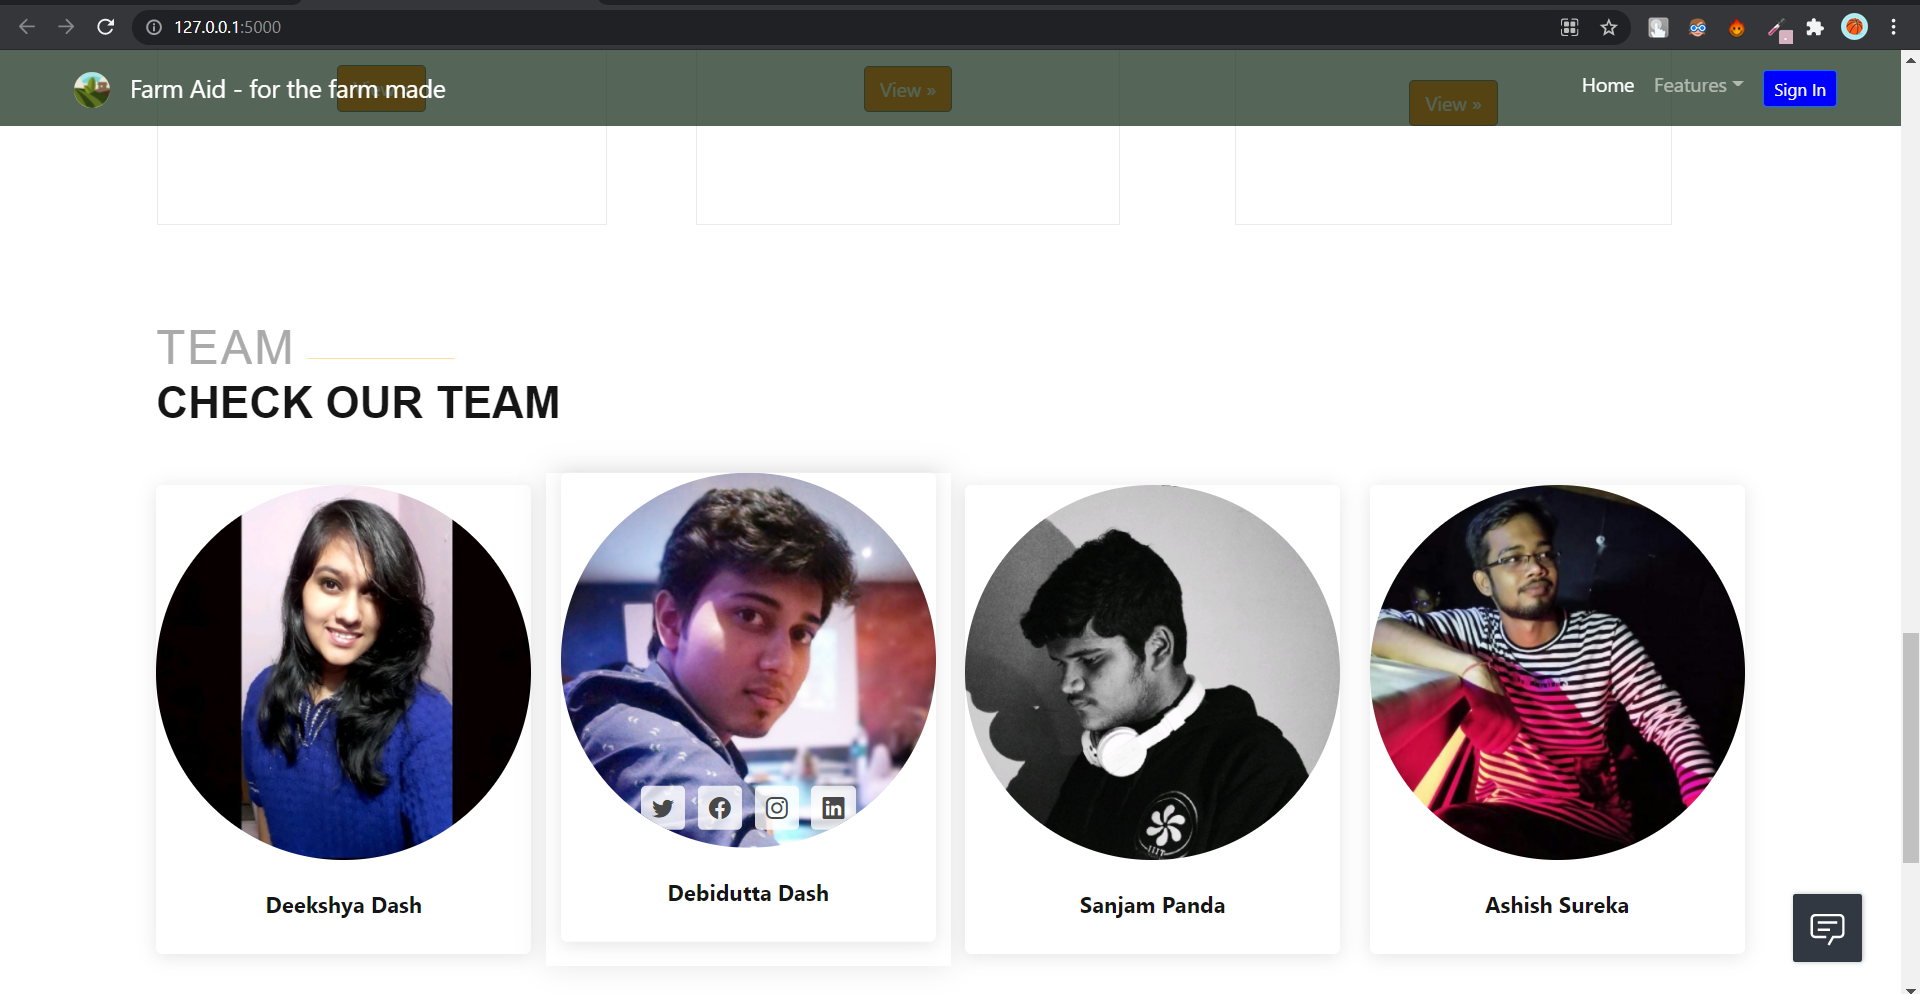 127.0.0.1:5000
Farm Aid - for the farm made
View »
View »
Home
Features
Sign In
TEAM
CHECK OUR TEAM
IIIT
Deekshya Dash
Debidutta Dash
Sanjam Panda
Ashish Sureka